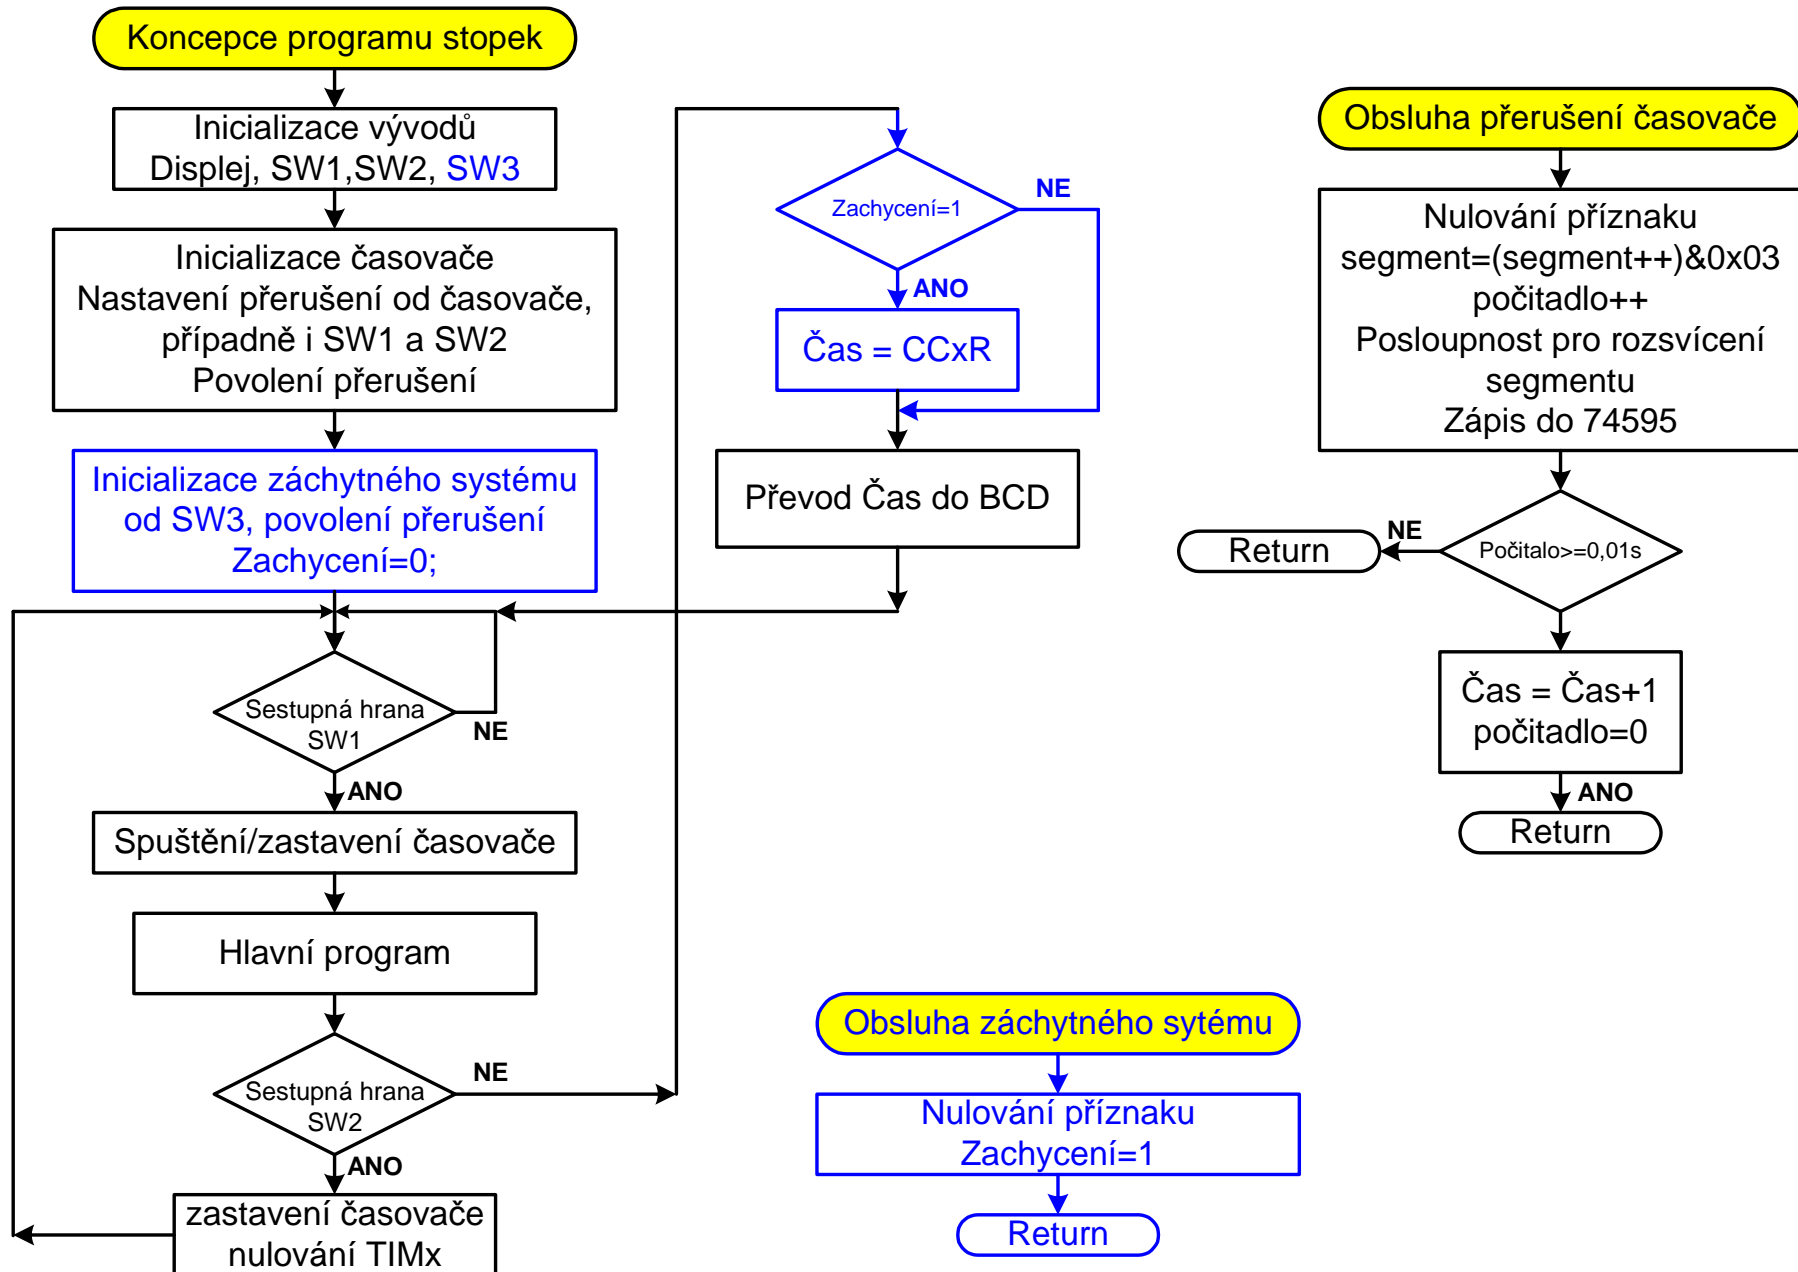 Koncepce programu stopek
Inicializace vývodů
Displej, SW1,SW2, SW3
Inicializace časovače
Nastavení přerušení od časovače,
případně i SW1 a SW2
Povolení přerušení
Inicializace záchytného systému
od SW3, povolení přerušení
Zachycení=0;
Sestupná hrana
SW1
NE
ANO
Spuštění/zastavení časovače
Hlavní program
Sestupná hrana
SW2
NE
ANO
zastavení časovače
nulování TIMx
Zachycení=1
NE
ANO
Čas = CCxR
Převod Čas do BCD
Obsluha záchytného sytému
Nulování příznaku
Zachycení=1
Return
Obsluha přerušení časovače
Nulování příznaku
segment=(segment++)&0x03
počitadlo++
Posloupnost pro rozsvícení
segmentu
Zápis do 74595
Počitalo>=0,01s
NE
Return
Čas = Čas+1
počitadlo=0
ANO
Return